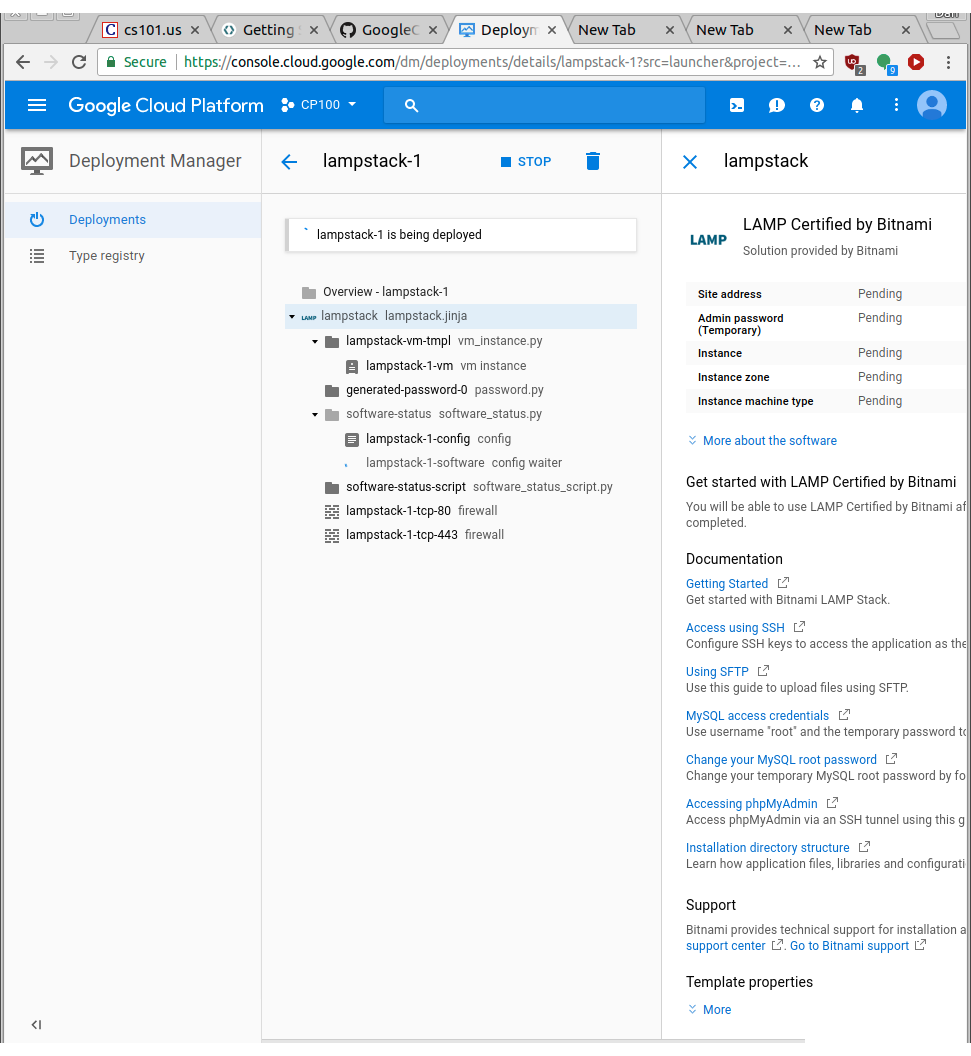 Dan
cs101.us
Getting
GoogleC
Deploym
New Tab
New Tab
New Tab
Secure https://console.cloud.google.com/dm/deployments/details/lampstack-1?src=launcher&project=...
2
9
Google Cloud Platform
CP100
Deployment Manager
Deployments
Type registry
lampstack-1
STOP
lampstack-1 is being deployed
Overview - lampstack-1
LAMP lampstack lampstack.jinja
lampstack-vm-tmpl vm_instance.py
lampstack-1-vm vm instance
generated-password-0 password.py
software-status software_status.py
lampstack-1-config config
lampstack-1-software config waiter
software-status-script software_status_script.py
lampstack-1-tcp-80 firewall
lampstack-1-tcp-443 firewall
lampstack
LAMP
LAMP Certified by Bitnami
Solution provided by Bitnami
Site address Pending
Admin password Pending
(Temporary)
Instance Pending
Instance zone Pending
Instance machine type Pending
More about the software
Get started with LAMP Certified by Bitnami
You will be able to use LAMP Certified by Bitnami af
completed.
Documentation
Getting Started
Get started with Bitnami LAMP Stack.
Access using SSH
Configure SSH keys to access the application as the
Using SFTP
Use this guide to upload files using SFTP.
MySQL access credentials
Use username "root" and the temporary password to
Change your MySQL root password
Change your temporary MySQL root password by fo
Accessing phpMyAdmin
Access phpMyAdmin via an SSH tunnel using this g
Installation directory structure
Learn how application files, libraries and configurati
Support
Bitnami provides technical support for installation a
support center . Go to Bitnami support
Template properties
More